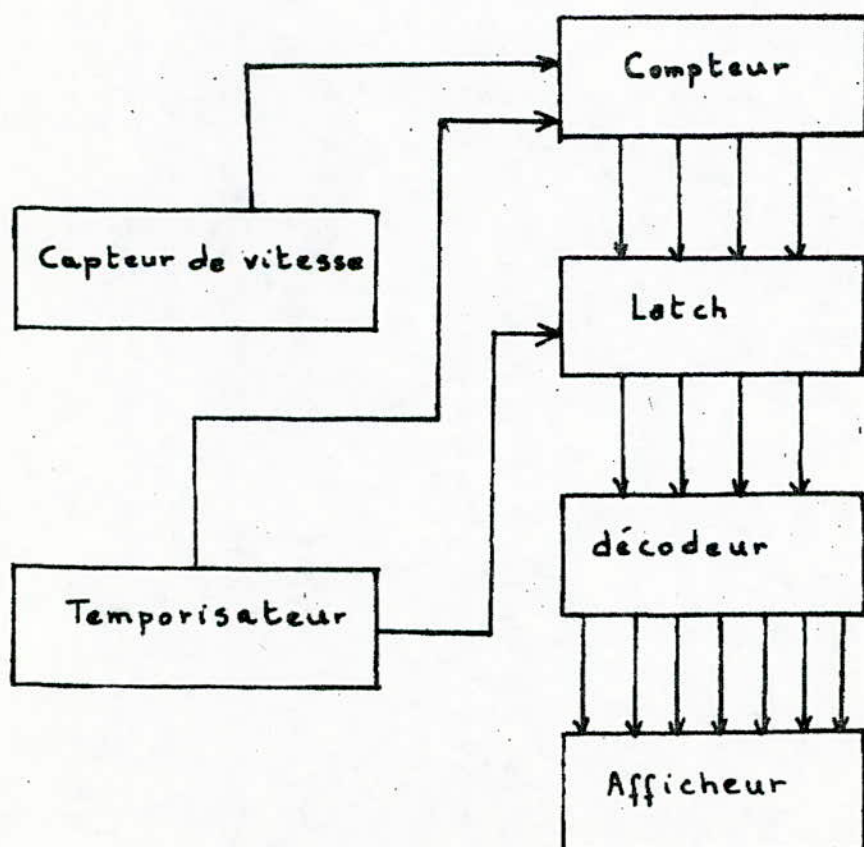 Compteur
Capteur de vitesse
Latch
décodeur
Temporisateur
Afficheur